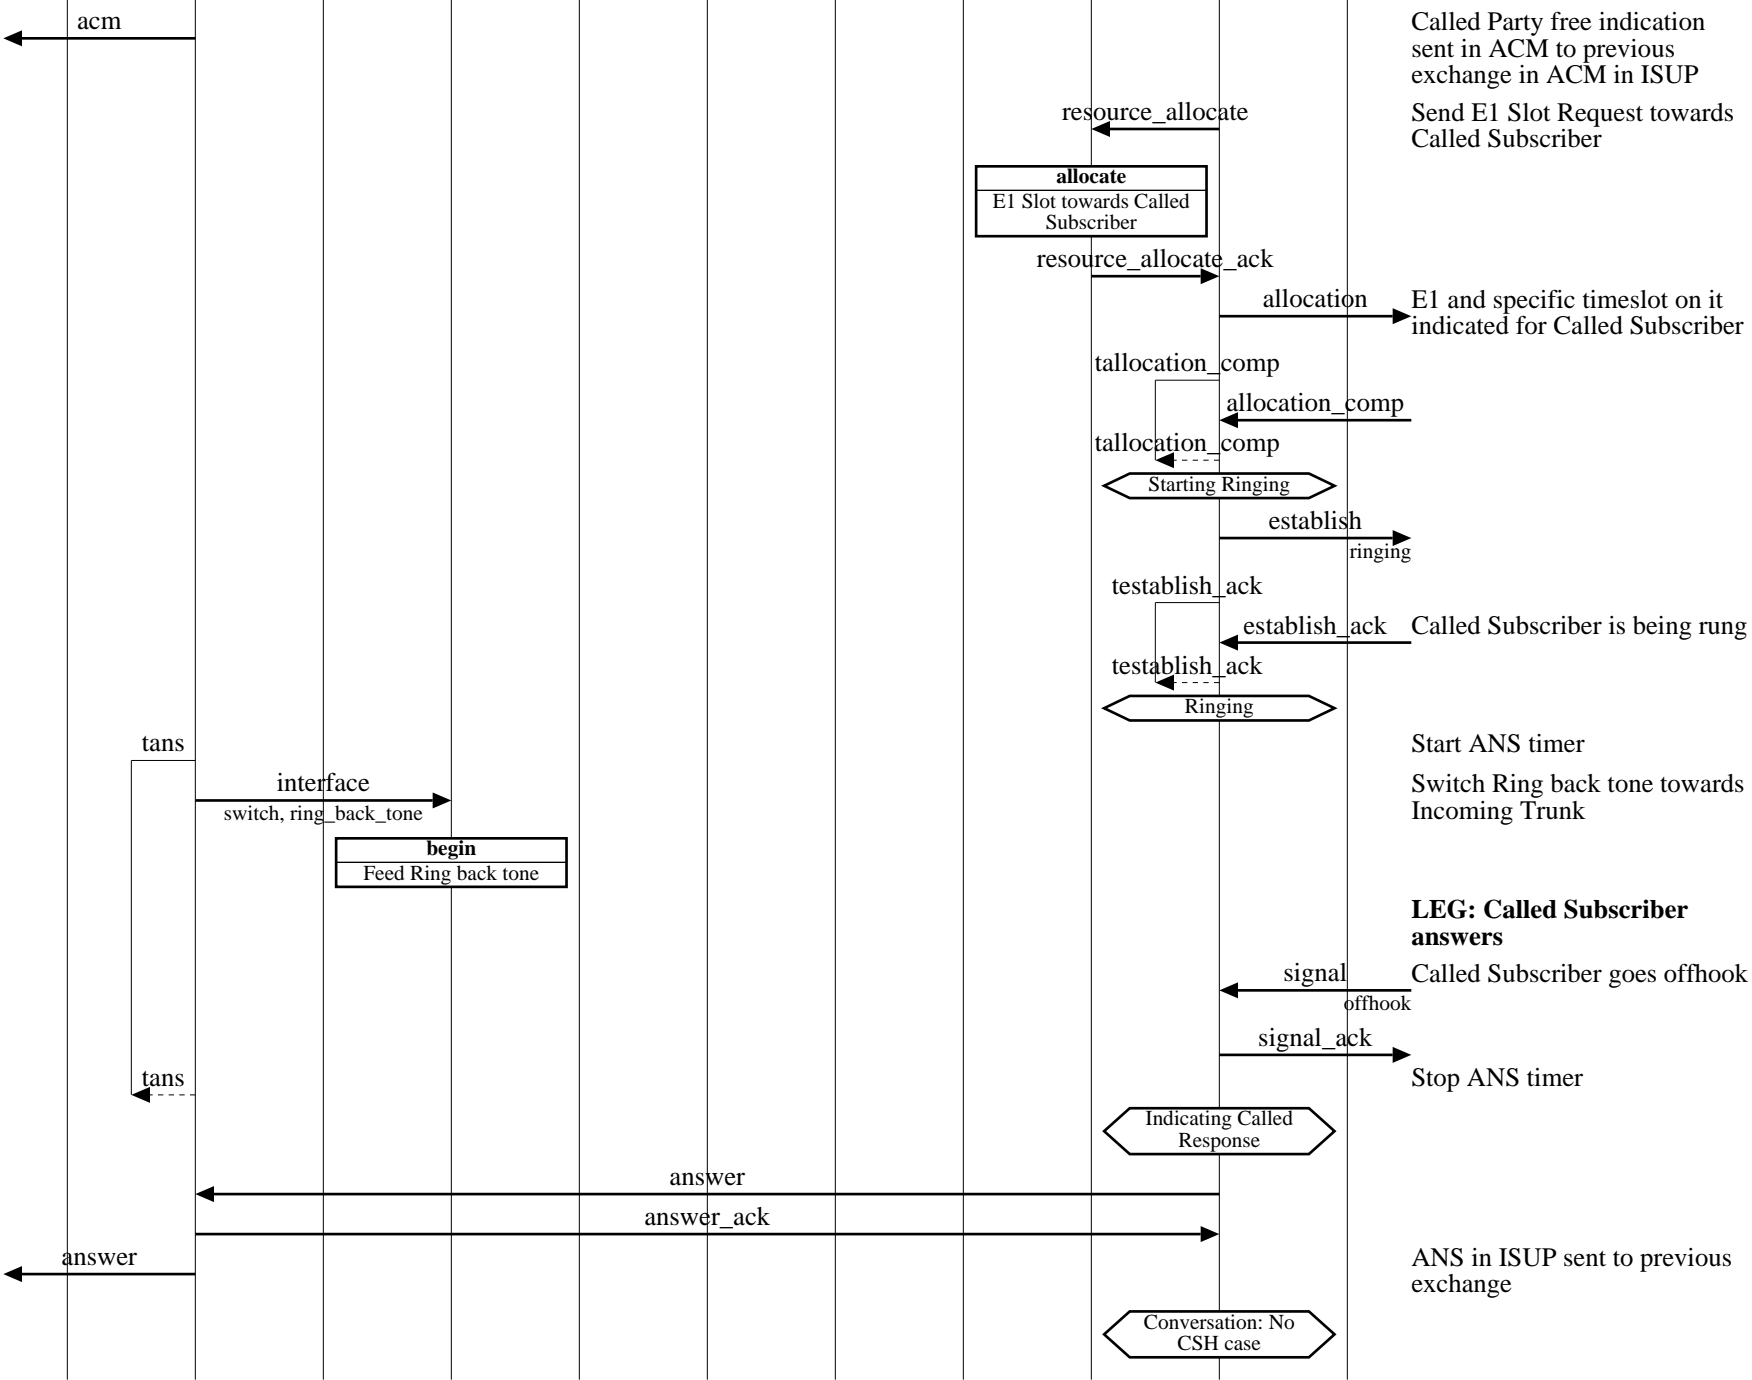 acm
Called Party free indication
sent in ACM to previous
exchange in ACM in ISUP
resource_allocate
Send E1 Slot Request towards
Called Subscriber
allocate
E1 Slot towards Called
Subscriber
resource_allocate_ack
allocation
E1 and specific timeslot on it
indicated for Called Subscriber
tallocation_comp
allocation_comp
tallocation_comp
Starting Ringing
establish
ringing
testablish_ack
establish_ack
Called Subscriber is being rung
testablish_ack
Ringing
tans
Start ANS timer
interface
switch, ring_back_tone
Switch Ring back tone towards
Incoming Trunk
begin
Feed Ring back tone
LEG: Called Subscriber
answers
signal
offhook
Called Subscriber goes offhook
signal_ack
tans
Stop ANS timer
Indicating Called
Response
answer
answer_ack
answer
ANS in ISUP sent to previous
exchange
Conversation: No
CSH case